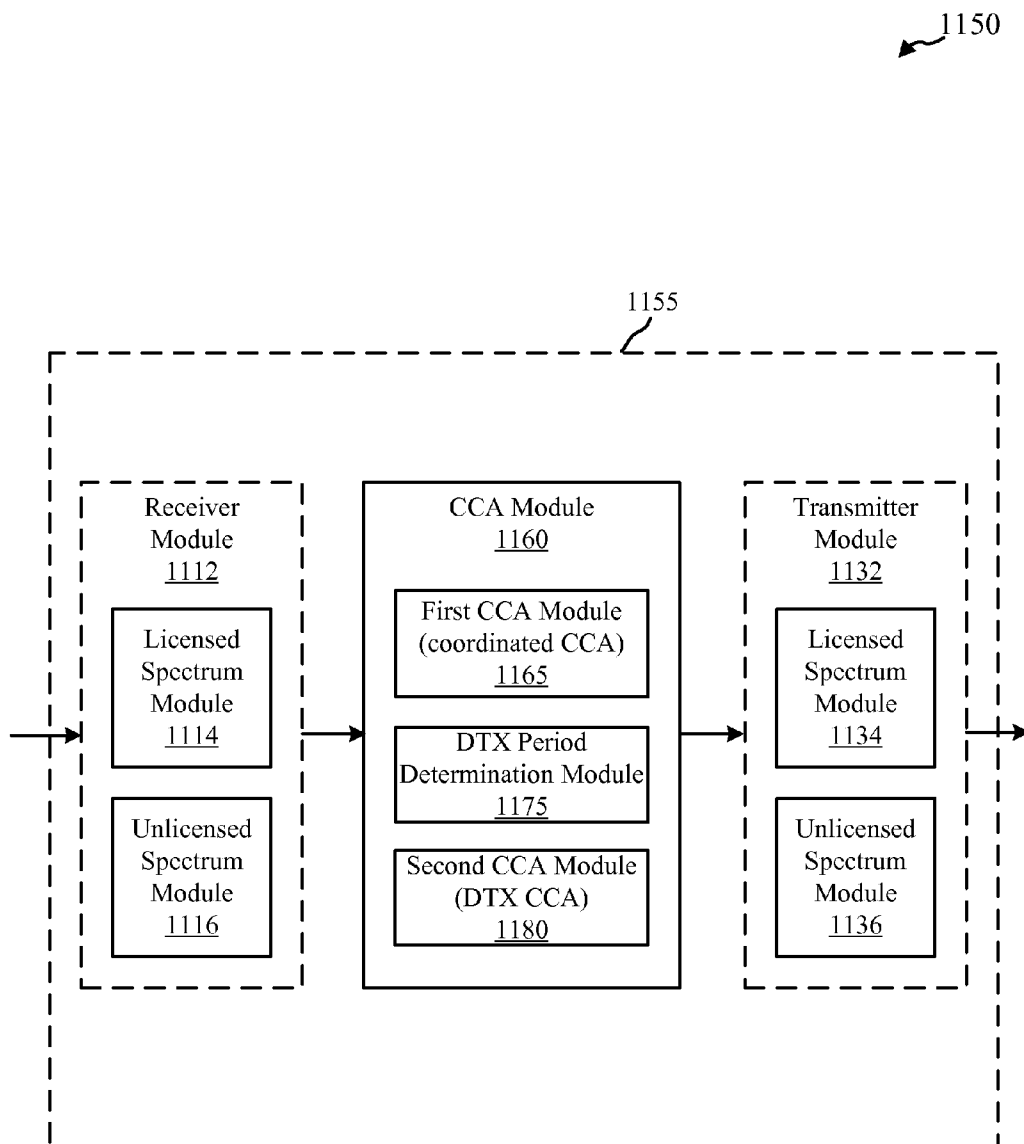 1150
1155
Receiver
Module
1112
Licensed
Spectrum
Module
1114
Unlicensed
Spectrum
Module
1116
CCA Module
1160
First CCA Module
(coordinated CCA)
1165
DTX Period
Determination Module
1175
Second CCA Module
(DTX CCA)
1180
Transmitter
Module
1132
Licensed
Spectrum
Module
1134
Unlicensed
Spectrum
Module
1136